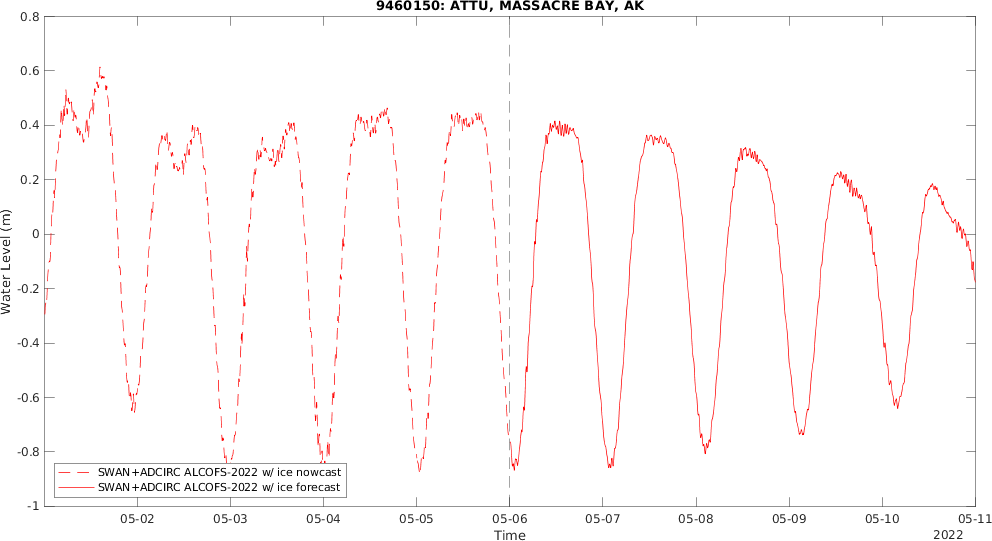 9460150: ATTU, MASSACRE BAY, AK
Water Level (m)
0.8
0.6
0.4
0.2
0
-0.2
-0.4
-0.6
-0.8
-1
SWAN+ADCIRC ALCOFS-2022 w/ ice nowcast
SWAN+ADCIRC ALCOFS-2022 w/ ice forecast
05-02 05-03 05-04 05-05 05-06 05-07 05-08 05-09 05-10 05-11
Time
2022